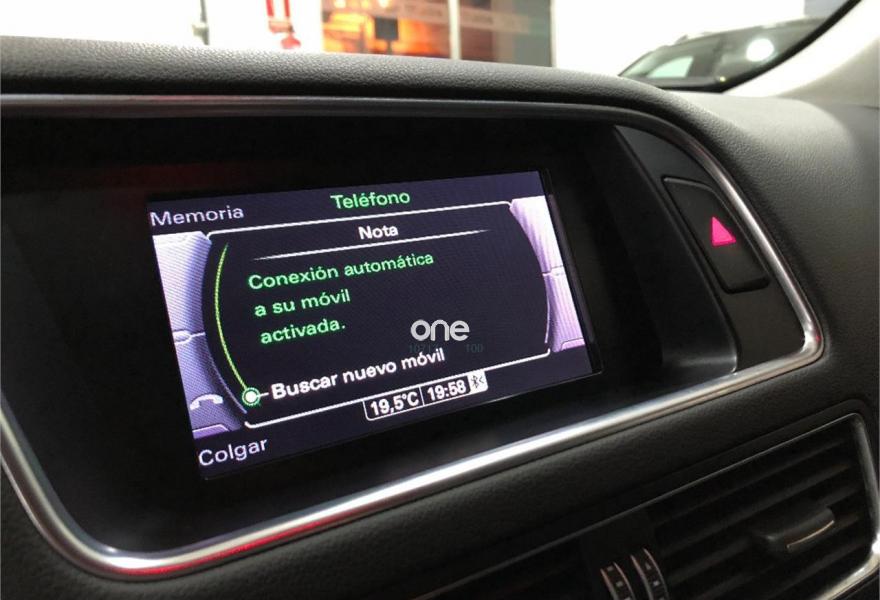 Teléfono
Memoria
Nota
Conexión automática
a su móvil
activada.
one
Buscar nuevo móvil
19,5°C 19:58
Colgar